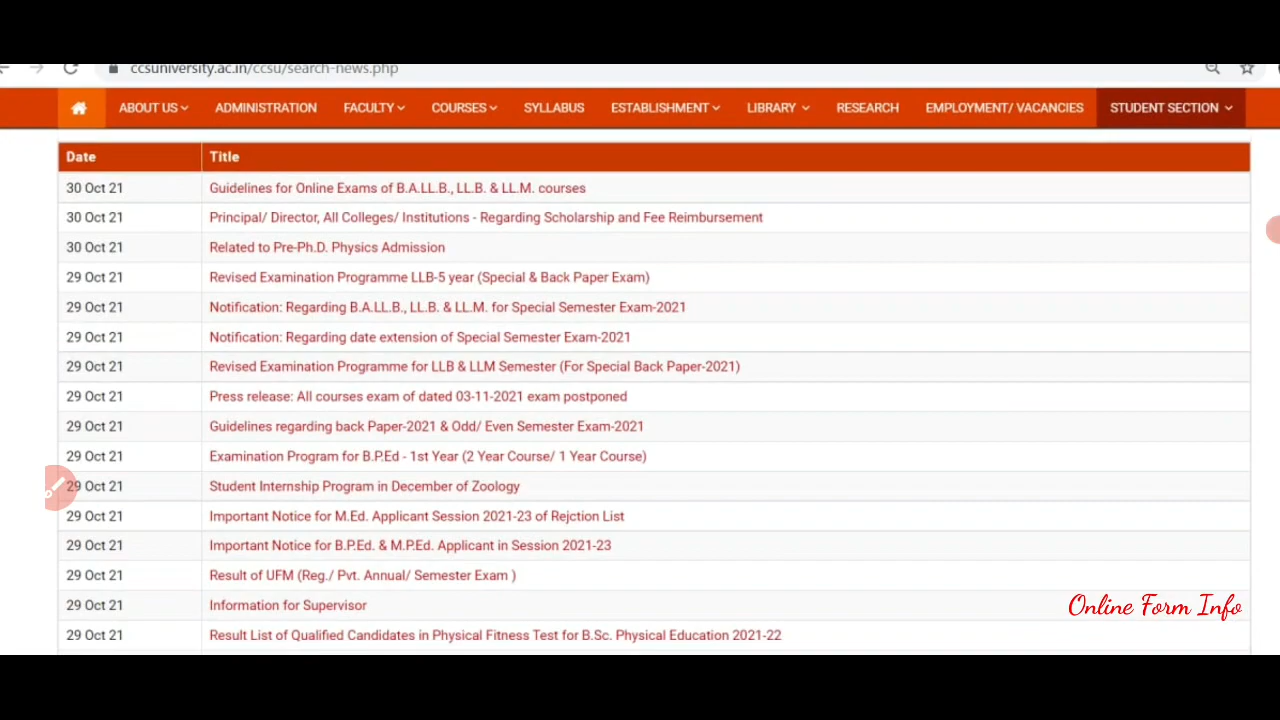 ccsuniversity.ac.in/ccsu/search-news.php
ABOUT US ADMINISTRATION FACULTY COURSES SYLLABUS ESTABLISHMENT LIBRARY RESEARCH EMPLOYMENT/ VACANCIES STUDENT SECTION
Date Title
30 Oct 21 Guidelines for Online Exams of B.A.LL.B., LL.B. & LL.M. courses
30 Oct 21 Principal/ Director, All Colleges/ Institutions - Regarding Scholarship and Fee Reimbursement
30 Oct 21 Related to Pre-Ph.D. Physics Admission
29 Oct 21 Revised Examination Programme LLB-5 year (Special & Back Paper Exam)
29 Oct 21 Notification: Regarding B.A.LL.B., LL.B. & LL.M. for Special Semester Exam-2021
29 Oct 21 Notification: Regarding date extension of Special Semester Exam-2021
29 Oct 21 Revised Examination Programme for LLB & LLM Semester (For Special Back Paper-2021)
29 Oct 21 Press release: All courses exam of dated 03-11-2021 exam postponed
29 Oct 21 Guidelines regarding back Paper-2021 & Odd/ Even Semester Exam-2021
29 Oct 21 Examination Program for B.P.Ed - 1st Year (2 Year Course/ 1 Year Course)
29 Oct 21 Student Internship Program in December of Zoology
29 Oct 21 Important Notice for M.Ed. Applicant Session 2021-23 of Rejction List
29 Oct 21 Important Notice for B.P.Ed. & M.P.Ed. Applicant in Session 2021-23
29 Oct 21 Result of UFM (Reg./ Pvt. Annual/ Semester Exam )
29 Oct 21 Information for Supervisor
Online Form Info
29 Oct 21 Result List of Qualified Candidates in Physical Fitness Test for B.Sc. Physical Education 2021-22